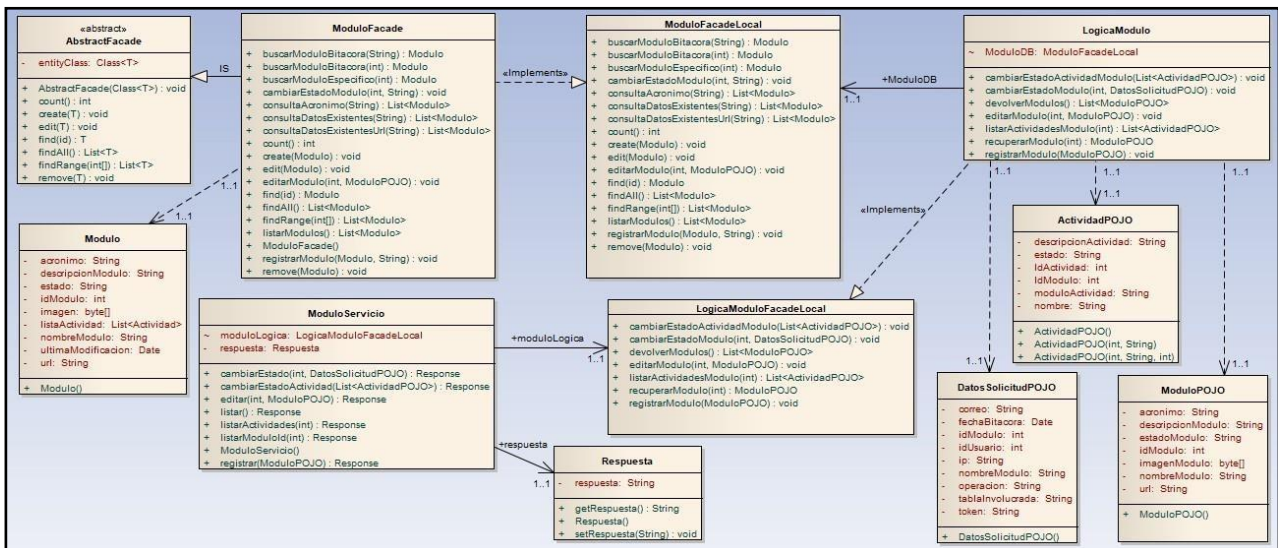 «abstract»
AbstractFacade
- entityClass: Class<T>
+ AbstractFacade(Class<T>) : void
+ count() : int
+ create(T) : void
+ edit(T) : void
+ find(id) : T
+ findAll() : List<T>
+ findRange(int[]) : List<T>
+ remove(T) : void
IS
ModuloFacade
+ buscarModuloBitacora(String) : Modulo
+ buscarModuloBitacora(int) : Modulo
+ buscarModuloEspecifico(int) : Modulo
+ cambiarEstadoModulo(int, String) : void
+ consultaAcronimo(String) : List<Modulo>
+ consultaDatosExistentes(String) : List<Modulo>
+ consultaDatosExistentesUrl(String) : List<Modulo>
+ count() : int
+ create(Modulo) : void
+ edit(Modulo) : void
+ editarModulo(int, ModuloPOJO) : void
+ find(id) : Modulo
+ findAll() : List<Modulo>
+ findRange(int[]) : List<Modulo>
+ listarModulos() : List<Modulo>
+ ModuloFacade()
+ registrarModulo(Modulo, String) : void
+ remove(Modulo) : void
«Implements»
ModuloFacadeLocal
+ buscarModuloBitacora(String) : Modulo
+ buscarModuloBitacora(int) : Modulo
+ buscarModuloEspecifico(int) : Modulo
+ cambiarEstadoModulo(int, String) : void
+ consultaAcronimo(String) : List<Modulo>
+ consultaDatosExistentes(String) : List<Modulo>
+ consultaDatosExistentesUrl(String) : List<Modulo>
+ count() : int
+ create(Modulo) : void
+ edit(Modulo) : void
+ editarModulo(int, ModuloPOJO) : void
+ find(id) : Modulo
+ findAll() : List<Modulo>
+ findRange(int[]) : List<Modulo>
+ listarModulos() : List<Modulo>
+ registrarModulo(Modulo, String) : void
+ remove(Modulo) : void
+ModuloDB
1..1
LogicaModulo
~ ModuloDB: ModuloFacadeLocal
+ cambiarEstadoActividadModulo(List<ActividadPOJO>) : void
+ cambiarEstadoModulo(int, DatosSolicitudPOJO) : void
+ devolverModulos() : List<ModuloPOJO>
+ editarModulo(int, ModuloPOJO) : void
+ listarActividadesModulo(int) : List<ActividadPOJO>
+ recuperarModulo(int) : ModuloPOJO
+ registrarModulo(ModuloPOJO) : void
1..1
1..1
1..1
1..1
«Implements»
1..1
Modulo
- acronimo: String
- descripcionModulo: String
- estado: String
- idModulo: int
- imagen: byte[]
- listaActividad: List<Actividad>
- nombreModulo: String
- ultimaModificacion: Date
- url: String
+ Modulo()
ActividadPOJO
- descripcionActividad: String
- estado: String
- IdActividad: int
- IdModulo: int
- moduloActividad: String
- nombre: String
+ ActividadPOJO()
+ ActividadPOJO(int, String)
+ ActividadPOJO(int, String, int)
ModuloServicio
~ moduloLogica: LogicaModuloFacadeLocal
- respuesta: Respuesta
+ cambiarEstado(int, DatosSolicitudPOJO) : Response
+ cambiarEstadoActividad(List<ActividadPOJO>) : Response
+ editar(int, ModuloPOJO) : Response
+ listar() : Response
+ listarActividades(int) : Response
+ listarModuloId(int) : Response
+ ModuloServicio()
+ registrar(ModuloPOJO) : Response
+moduloLogica
1..1
LogicaModuloFacadeLocal
+ cambiarEstadoActividadModulo(List<ActividadPOJO>) : void
+ cambiarEstadoModulo(int, DatosSolicitudPOJO) : void
+ devolverModulos() : List<ModuloPOJO>
+ editarModulo(int, ModuloPOJO) : void
+ listarActividadesModulo(int) : List<ActividadPOJO>
+ recuperarModulo(int) : ModuloPOJO
+ registrarModulo(ModuloPOJO) : void
+respuesta
1..1
Respuesta
- respuesta: String
+ getRespuesta() : String
+ Respuesta()
+ setRespuesta(String) : void
1..1
DatosSolicitudPOJO
- correo: String
- fechaBitacora: Date
- idModulo: int
- idUsuario: int
- ip: String
- nombreModulo: String
- operacion: String
- tablaInvolucrada: String
- token: String
+ DatosSolicitudPOJO()
1..1
ModuloPOJO
- acronimo: String
- descripcionModulo: String
- estadoModulo: String
- idModulo: int
- imagenModulo: byte[]
- nombreModulo: String
- url: String
+ ModuloPOJO()